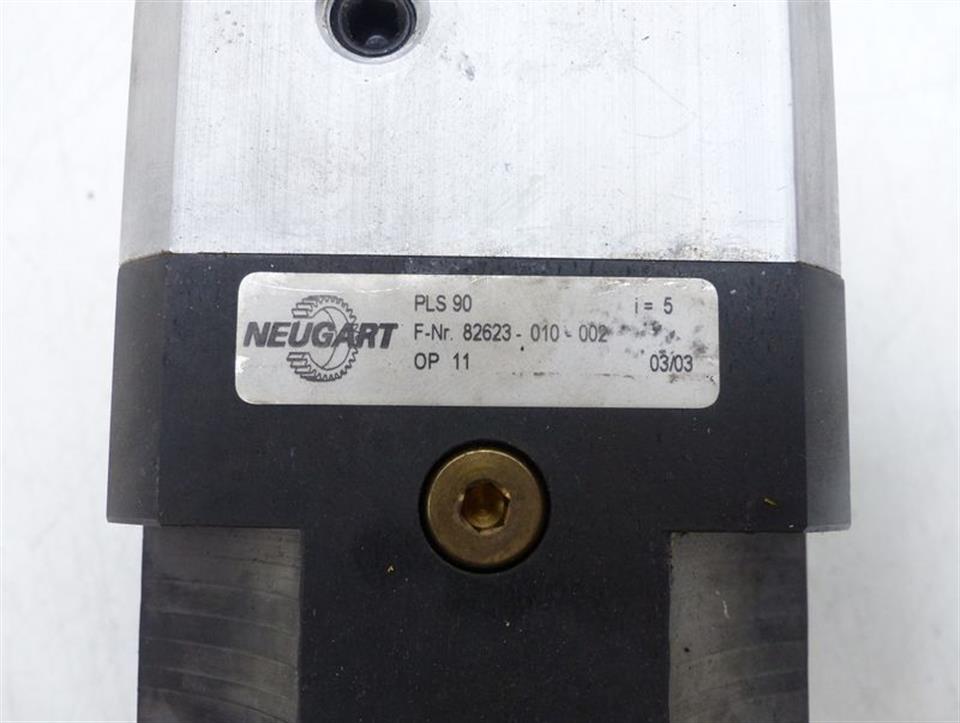 NEUGART
PLS 90 i = 5
F-Nr. 82623 - 010 - 002
OP 11 03/03